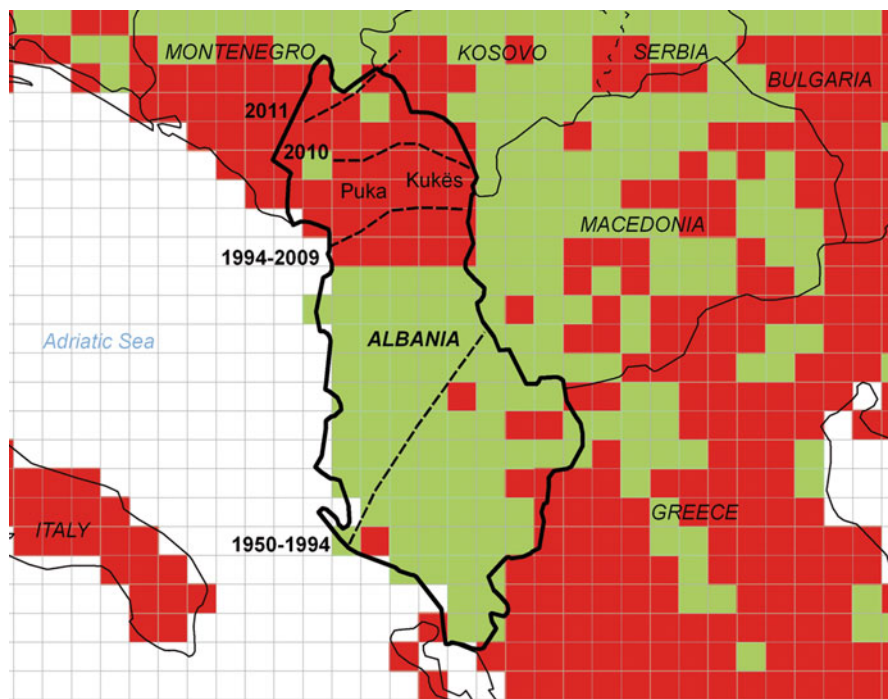 MONTENEGRO
KOSOVO
SERBIA
BULGARIA
2011
2010
Puka
Kukës
MACEDONIA
1994-2009
Adriatic Sea
ALBANIA
ITALY
GREECE
1950-1994